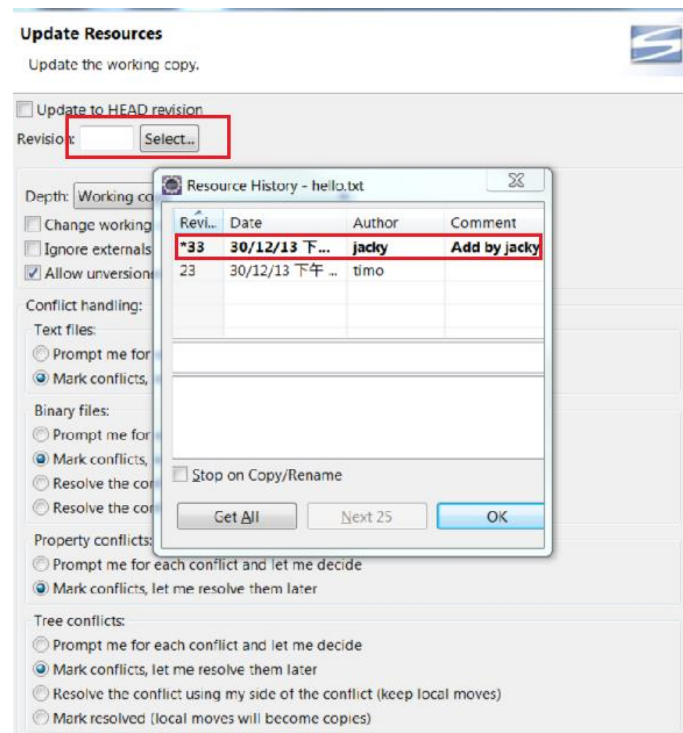 Update Resources
Update the working copy.
Update to HEAD revision
Revision: Select...
Depth: Working co
Change working
Ignore externals
Allow unversion
Conflict handling:
Text files:
Prompt me for
Mark conflicts,
Binary files:
Prompt me for
Mark conflicts,
Resolve the con
Resolve the con
Property conflicts:
Prompt me for each conflict and let me decide
Mark conflicts, let me resolve them later
Tree conflicts:
Prompt me for each conflict and let me decide
Mark conflicts, let me resolve them later
Resolve the conflict using my side of the conflict (keep local moves)
Mark resolved (local moves will become copies)
Resource History - hello.txt
Revi... Date Author Comment
*33 30/12/13 下... jacky Add by jacky
23 30/12/13 下午 ... timo
Stop on Copy/Rename
Get All Next 25 OK